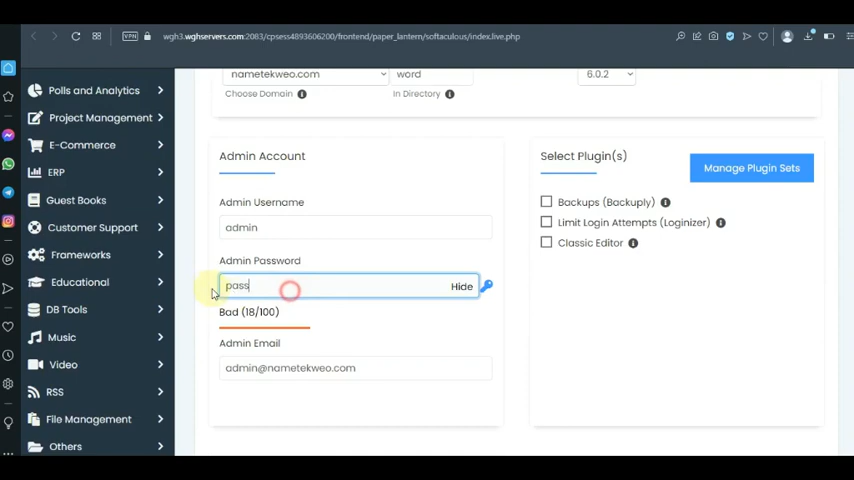 VPN
wgh3.wghservers.com:2083/cpsess4893606200/frontend/paper_lantern/softaculous/index.live.php
Polls and Analytics
Project Management
E-Commerce
ERP
Guest Books
Customer Support
Frameworks
Educational
DB Tools
Music
Video
RSS
File Management
Others
nametekweo.com
word
6.0.2
Choose Domain
In Directory
Admin Account
Admin Username
admin
Admin Password
pass
Hide
Bad (18/100)
Admin Email
admin@nametekweo.com
Select Plugin(s)
Manage Plugin Sets
Backups (Backuply)
Limit Login Attempts (Loginizer)
Classic Editor